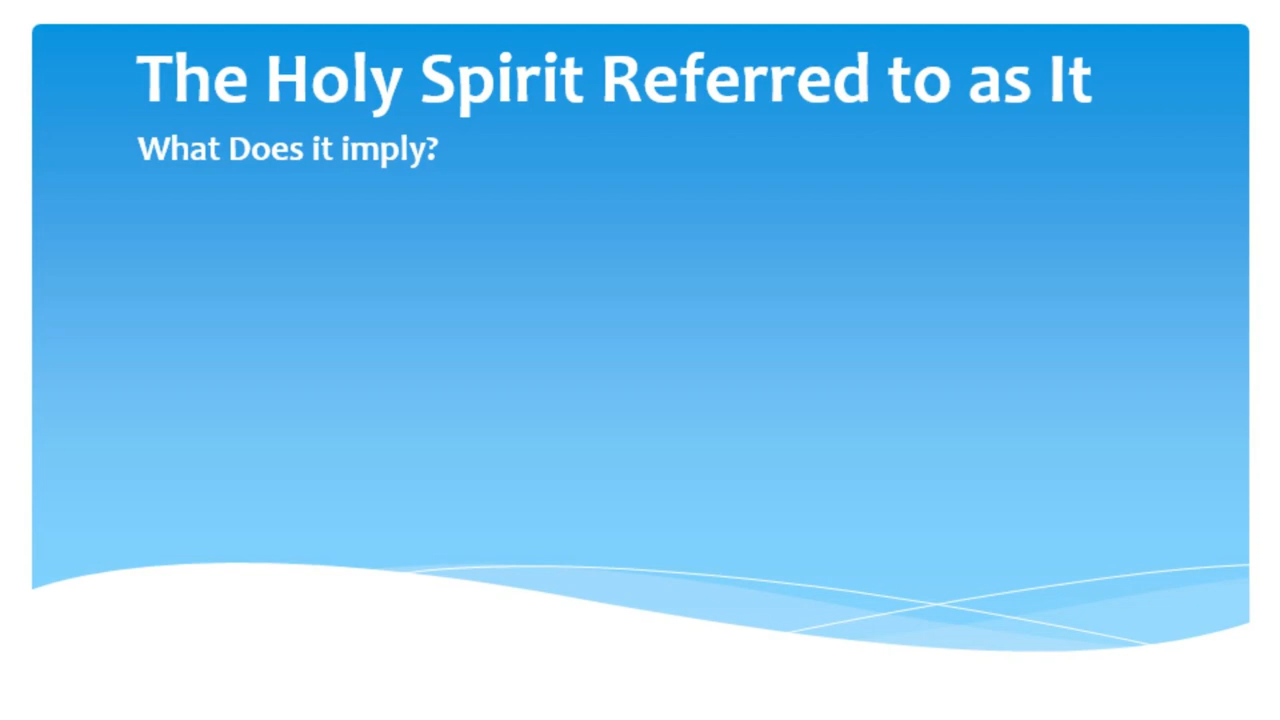 The Holy Spirit Referred to as It
What Does it imply?